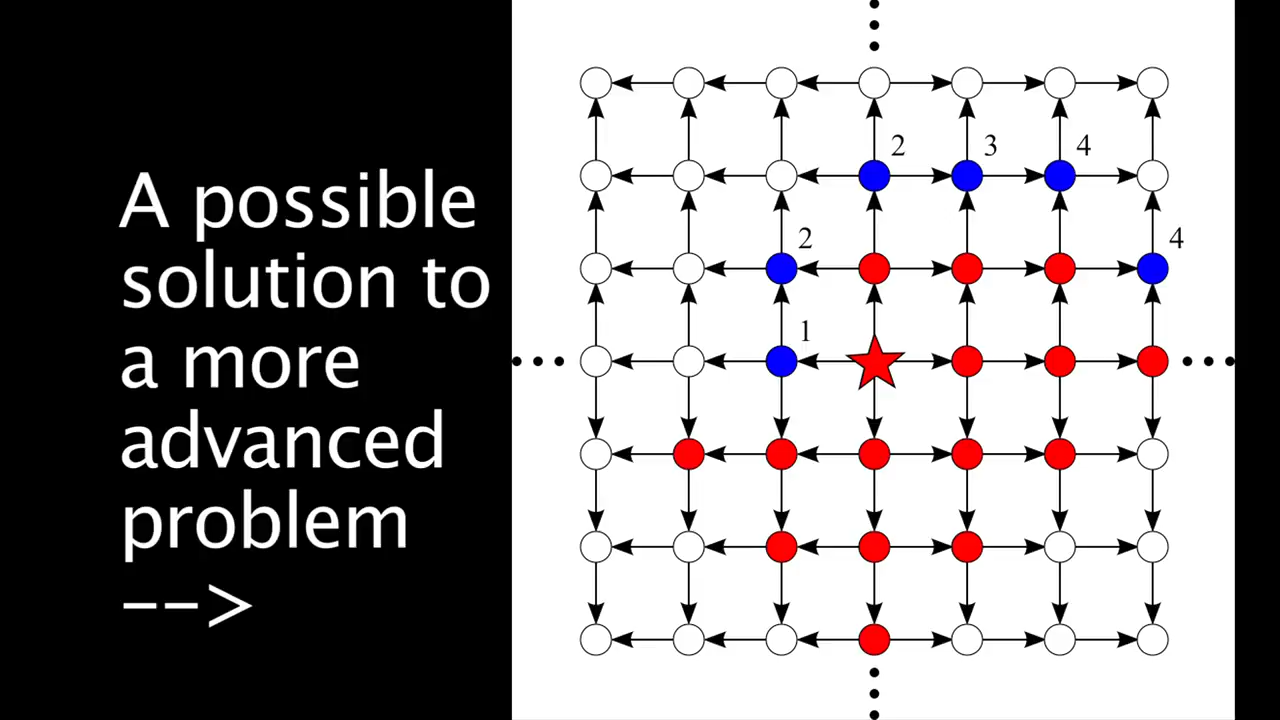 A possible
solution to
a more
advanced
problem
-->
2 3 4
2 4
1